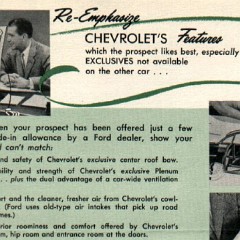 Re-Emphasize
CHEVROLET'S Features
which the prospect likes best, especially
EXCLUSIVES not available
on the other car . . .
en your prospect has been offered just a few
de-in allowance by a Ford dealer, show your
can't match:
and safety of Chevrolet's exclusive center roof bow.
ility and strength of Chevrolet's exclusive Plenum
. . . plus the dual advantage of a car-wide ventilation
ort and the cleaner, fresher air from Chevrolet's cowl-
. (Ford uses old-type air intakes that pick up road
mes.)
erior roominess and comfort offered by Chevrolet's
om, hip room and entrance room at the doors.